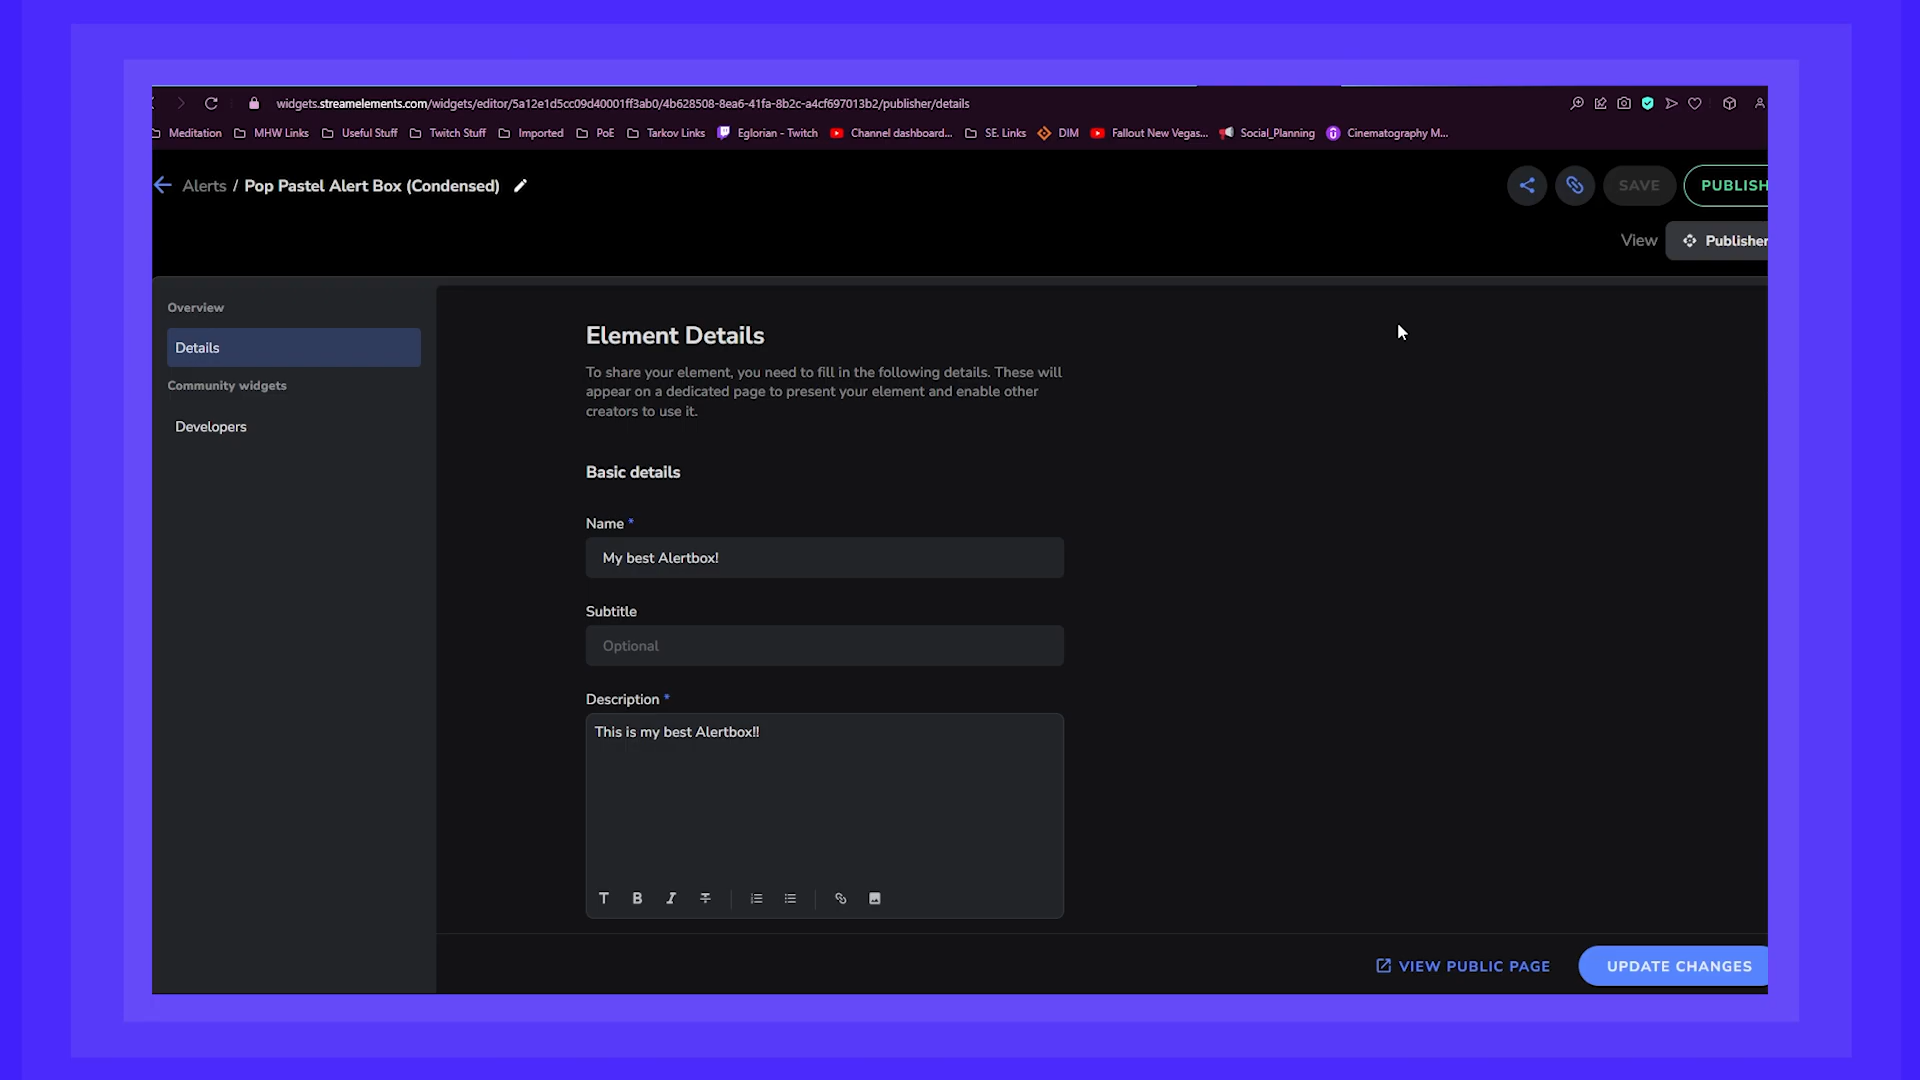 widgets.streamelements.com/widgets/editor/5a12e1d5cc09d40001ff3ab0/4b628508-8ea6-41fa-8b2c-a4cf697013b2/publisher/details
Meditation MHW Links Useful Stuff Twitch Stuff Imported PoE Tarkov Links Eglorian - Twitch Channel dashboard... SE. Links DIM Fallout New Vegas... Social_Planning Cinematography M...
Alerts / Pop Pastel Alert Box (Condensed) SAVE PUBLISH
View Publisher
Overview
Details
Community widgets
Developers
Element Details
To share your element, you need to fill in the following details. These will
appear on a dedicated page to present your element and enable other
creators to use it.
Basic details
Name *
My best Alertbox!
Subtitle
Optional
Description *
This is my best Alertbox!!
T B I T
VIEW PUBLIC PAGE UPDATE CHANGES